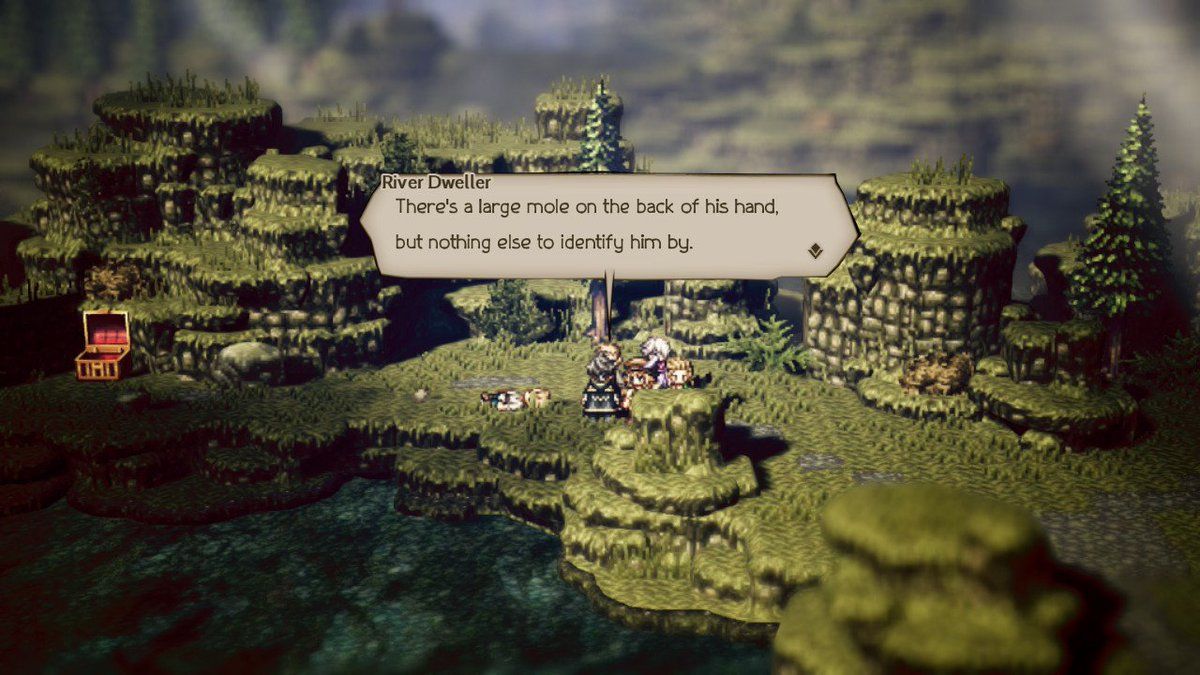 River Dweller
There's a large mole on the back of his hand,
but nothing else to identify him by.